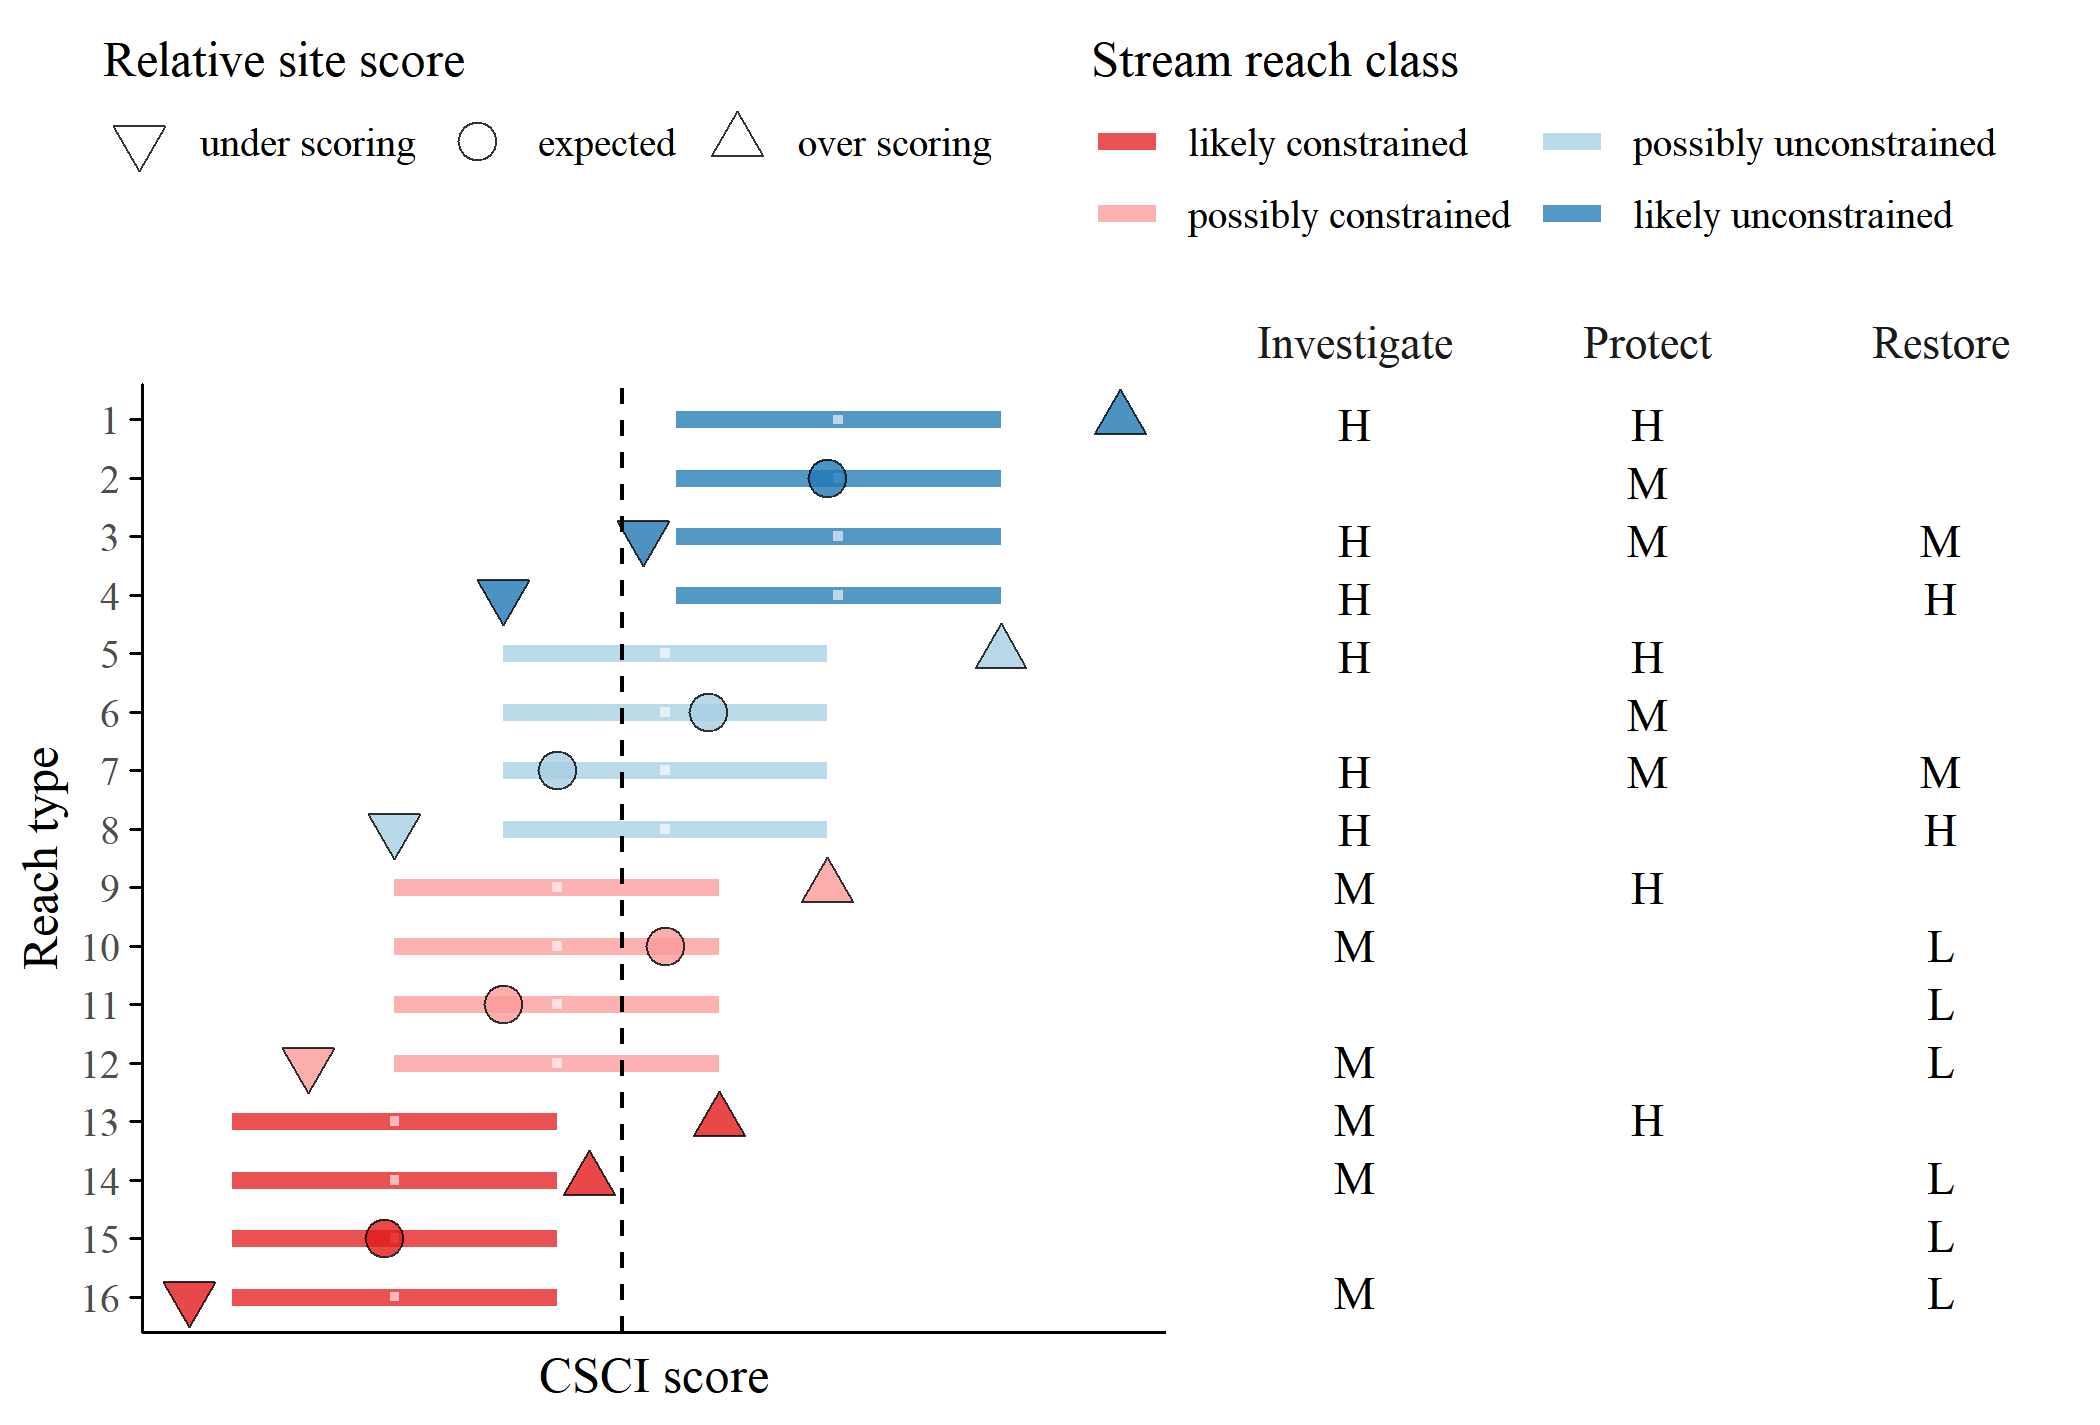 Relative site score
under scoring expected over scoring
Stream reach class
likely constrained possibly unconstrained
possibly constrained likely unconstrained
Investigate Protect Restore
1 H H
2 M
3 H M M
4 H H
5 H H
6 M
7 H M M
8 H H
9 M H
10 M L
11 L
12 M L
13 M H
14 M L
15 L
16 M L
Reach type
CSCI score